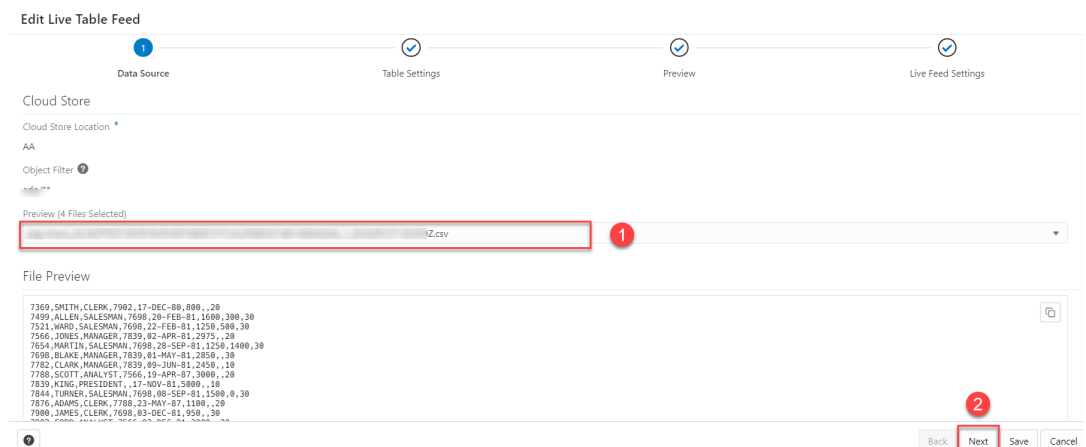 Edit Live Table Feed
1
Data Source
Table Settings
Preview
Live Feed Settings
Cloud Store
Cloud Store Location *
AA
Object Filter ?
Preview (4 Files Selected)
Z.csv
1
File Preview
7369,SMITH,CLERK,7902,17-DEC-80,800,,20
7499,ALLEN,SALESMAN,7698,20-FEB-81,1600,300,30
7521,WARD,SALESMAN,7698,22-FEB-81,1250,500,30
7566,JONES,MANAGER,7839,02-APR-81,2975,,20
7654,MARTIN,SALESMAN,7698,28-SEP-81,1250,1400,30
7698,BLAKE,MANAGER,7839,01-MAY-81,2850,,30
7782,CLARK,MANAGER,7839,09-JUN-81,2450,,10
7788,SCOTT,ANALYST,7566,19-APR-87,3000,,20
7839,KING,PRESIDENT,,17-NOV-81,5000,,10
7844,TURNER,SALESMAN,7698,08-SEP-81,1500,0,30
7876,ADAMS,CLERK,7788,23-MAY-87,1100,,20
7900,JAMES,CLERK,7698,03-DEC-81,950,,30
2
?
Back
Next
Save
Cancel